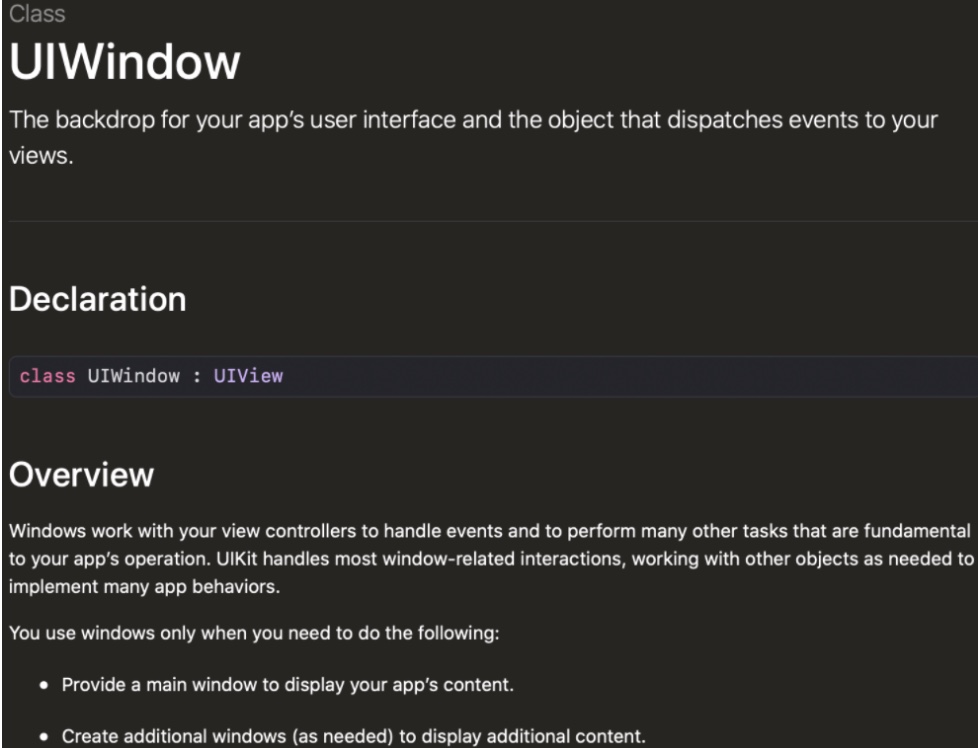 Class
UIWindow
The backdrop for your app’s user interface and the object that dispatches events to your
views.
Declaration
class UIWindow : UIView
Overview
Windows work with your view controllers to handle events and to perform many other tasks that are fundamental
to your app’s operation. UIKit handles most window-related interactions, working with other objects as needed to
implement many app behaviors.
You use windows only when you need to do the following:
• Provide a main window to display your app’s content.
• Create additional windows (as needed) to display additional content.